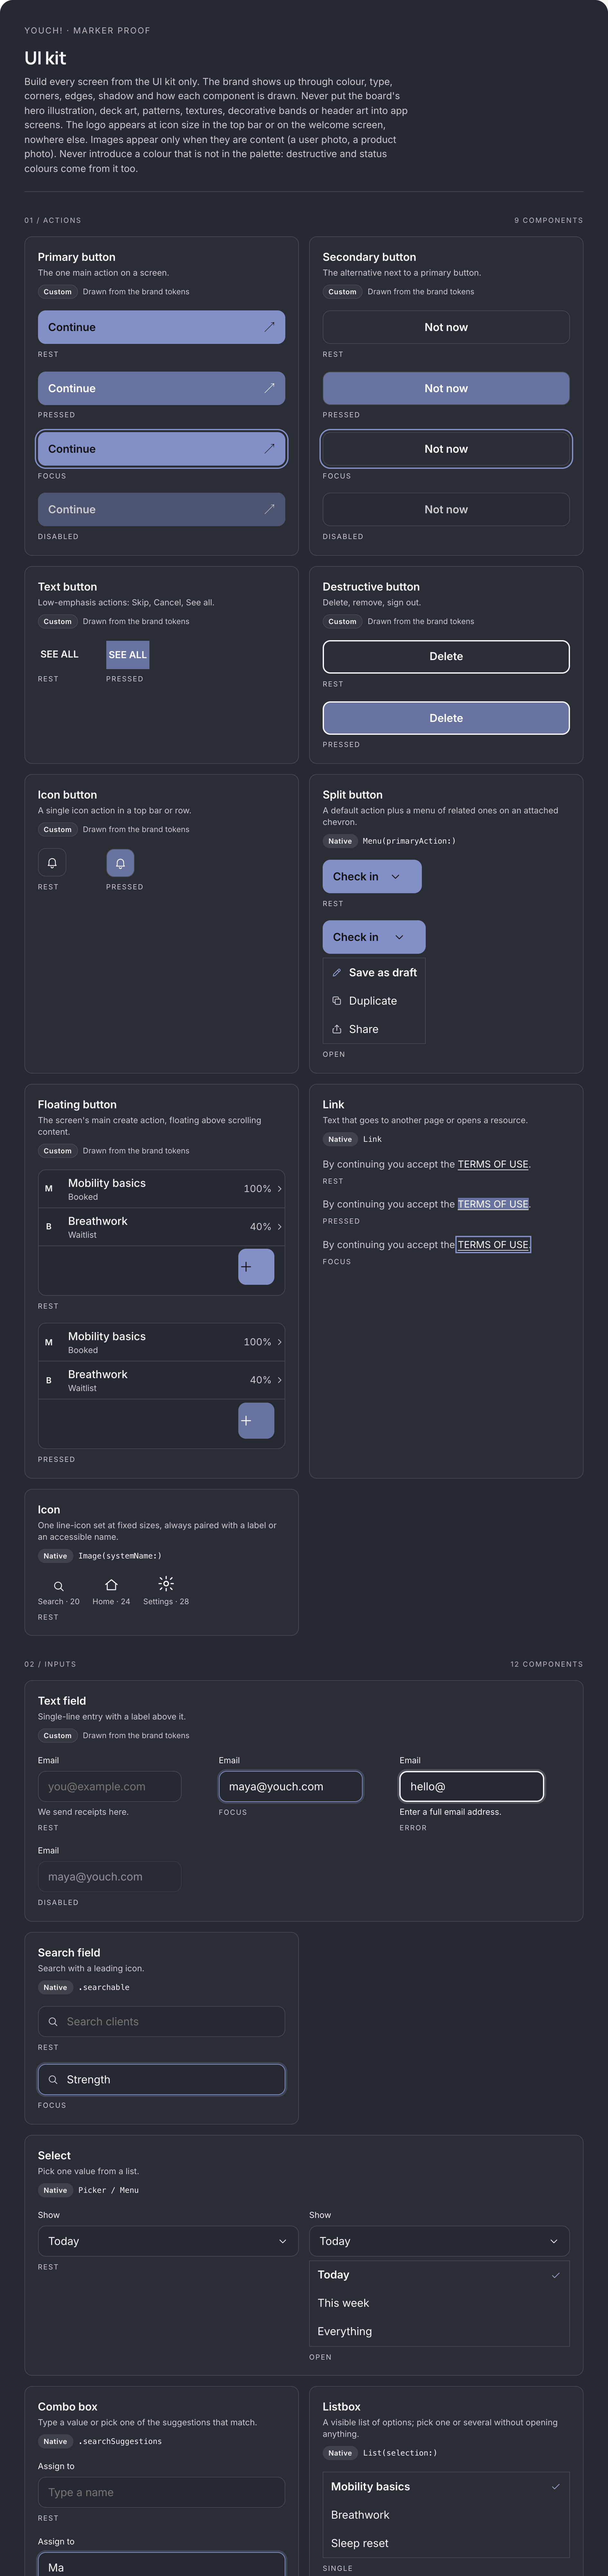 YOUCH! · MARKER PROOF
UI kit
Build every screen from the UI kit only. The brand shows up through colour, type,
corners, edges, shadow and how each component is drawn. Never put the board's
hero illustration, deck art, patterns, textures, decorative bands or header art into app
screens. The logo appears at icon size in the top bar or on the welcome screen,
nowhere else. Images appear only when they are content (a user photo, a product
photo). Never introduce a colour that is not in the palette: destructive and status
colours come from it too.
01 / ACTIONS
9 COMPONENTS
Primary button
The one main action on a screen.
Custom Drawn from the brand tokens
Continue
REST
Continue
PRESSED
Continue
FOCUS
Continue
DISABLED
Secondary button
The alternative next to a primary button.
Custom Drawn from the brand tokens
Not now
REST
Not now
PRESSED
Not now
FOCUS
Not now
DISABLED
Text button
Low-emphasis actions: Skip, Cancel, See all.
Custom Drawn from the brand tokens
SEE ALL SEE ALL
REST PRESSED
Destructive button
Delete, remove, sign out.
Custom Drawn from the brand tokens
Delete
REST
Delete
PRESSED
Icon button
A single icon action in a top bar or row.
Custom Drawn from the brand tokens
REST PRESSED
Split button
A default action plus a menu of related ones on an attached
chevron.
Native Menu(primaryAction:)
Check in
REST
Check in
Save as draft
Duplicate
Share
OPEN
Floating button
The screen's main create action, floating above scrolling
content.
Custom Drawn from the brand tokens
M Mobility basics 100%
Booked
B Breathwork 40%
Waitlist
REST
M Mobility basics 100%
Booked
B Breathwork 40%
Waitlist
PRESSED
Link
Text that goes to another page or opens a resource.
Native Link
By continuing you accept the TERMS OF USE.
REST
By continuing you accept the TERMS OF USE.
PRESSED
By continuing you accept the TERMS OF USE.
FOCUS
Icon
One line-icon set at fixed sizes, always paired with a label or
an accessible name.
Native Image(systemName:)
Search · 20 Home · 24 Settings · 28
REST
02 / INPUTS
12 COMPONENTS
Text field
Single-line entry with a label above it.
Custom Drawn from the brand tokens
Email
you@example.com
We send receipts here.
REST
Email
maya@youch.com
FOCUS
Email
hello@
Enter a full email address.
ERROR
Email
maya@youch.com
DISABLED
Search field
Search with a leading icon.
Native .searchable
Search clients
REST
Strength
FOCUS
Select
Pick one value from a list.
Native Picker / Menu
Show
Today
REST
Show
Today
Today
This week
Everything
OPEN
Combo box
Type a value or pick one of the suggestions that match.
Native .searchSuggestions
Assign to
Type a name
REST
Assign to
Ma
Listbox
A visible list of options; pick one or several without opening
anything.
Native List(selection:)
Mobility basics
Breathwork
Sleep reset
SINGLE